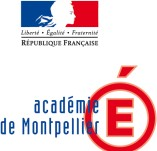 Liberté • Égalité • Fraternité
RÉPUBLIQUE FRANÇAISE
académie
de Montpellier
É